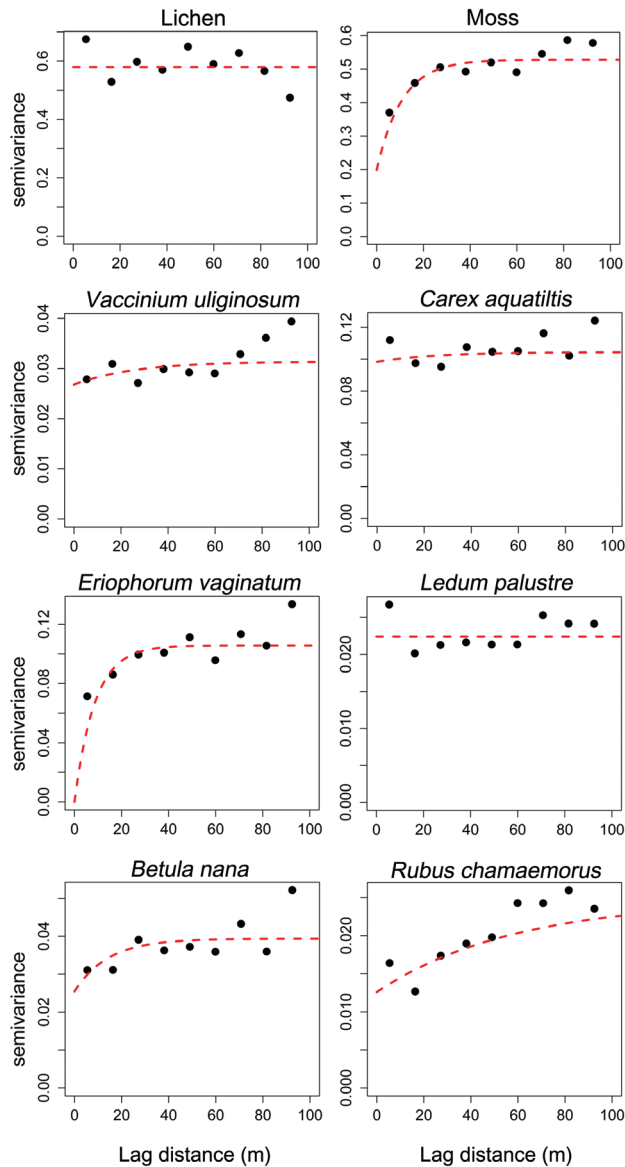 Lichen
semivariance
0.0 0.2 0.4 0.6
0 20 40 60 80 100
Moss
0.0 0.1 0.2 0.3 0.4 0.5 0.6
0 20 40 60 80 100
Vaccinium uliginosum
semivariance
0.00 0.01 0.02 0.03 0.04
0 20 40 60 80 100
Carex aquatiltis
0.00 0.04 0.08 0.12
0 20 40 60 80 100
Eriophorum vaginatum
semivariance
0.00 0.04 0.08 0.12
0 20 40 60 80 100
Ledum palustre
0.000 0.010 0.020
0 20 40 60 80 100
Betula nana
semivariance
0.00 0.02 0.04
0 20 40 60 80 100
Lag distance (m)
Rubus chamaemorus
0.000 0.010 0.020
0 20 40 60 80 100
Lag distance (m)